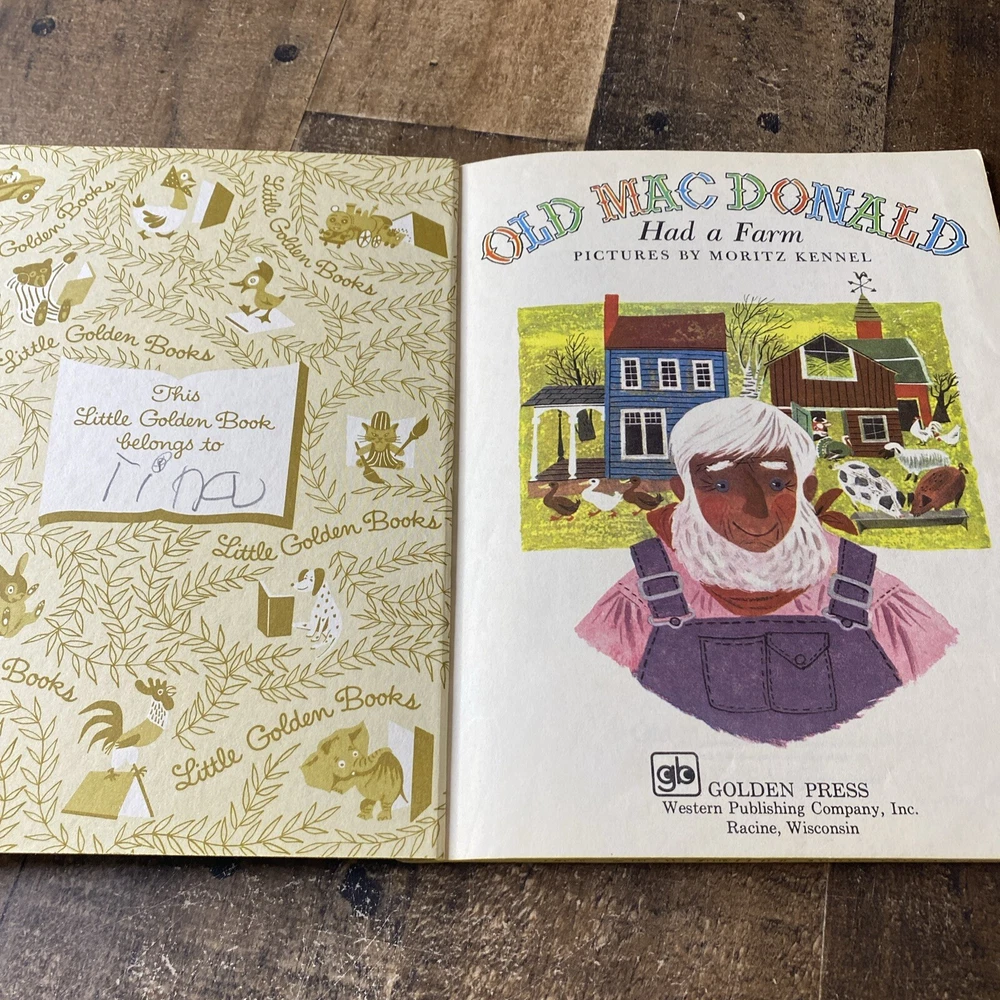 Golden Books
Little Golden Books
Little Golden Books
This
Little Golden Book
belongs to
Tina
Little Golden Books
Books
Little Golden Books
OLD MAC DONALD
Had a Farm
PICTURES BY MORITZ KENNEL
gb
GOLDEN PRESS
Western Publishing Company, Inc.
Racine, Wisconsin